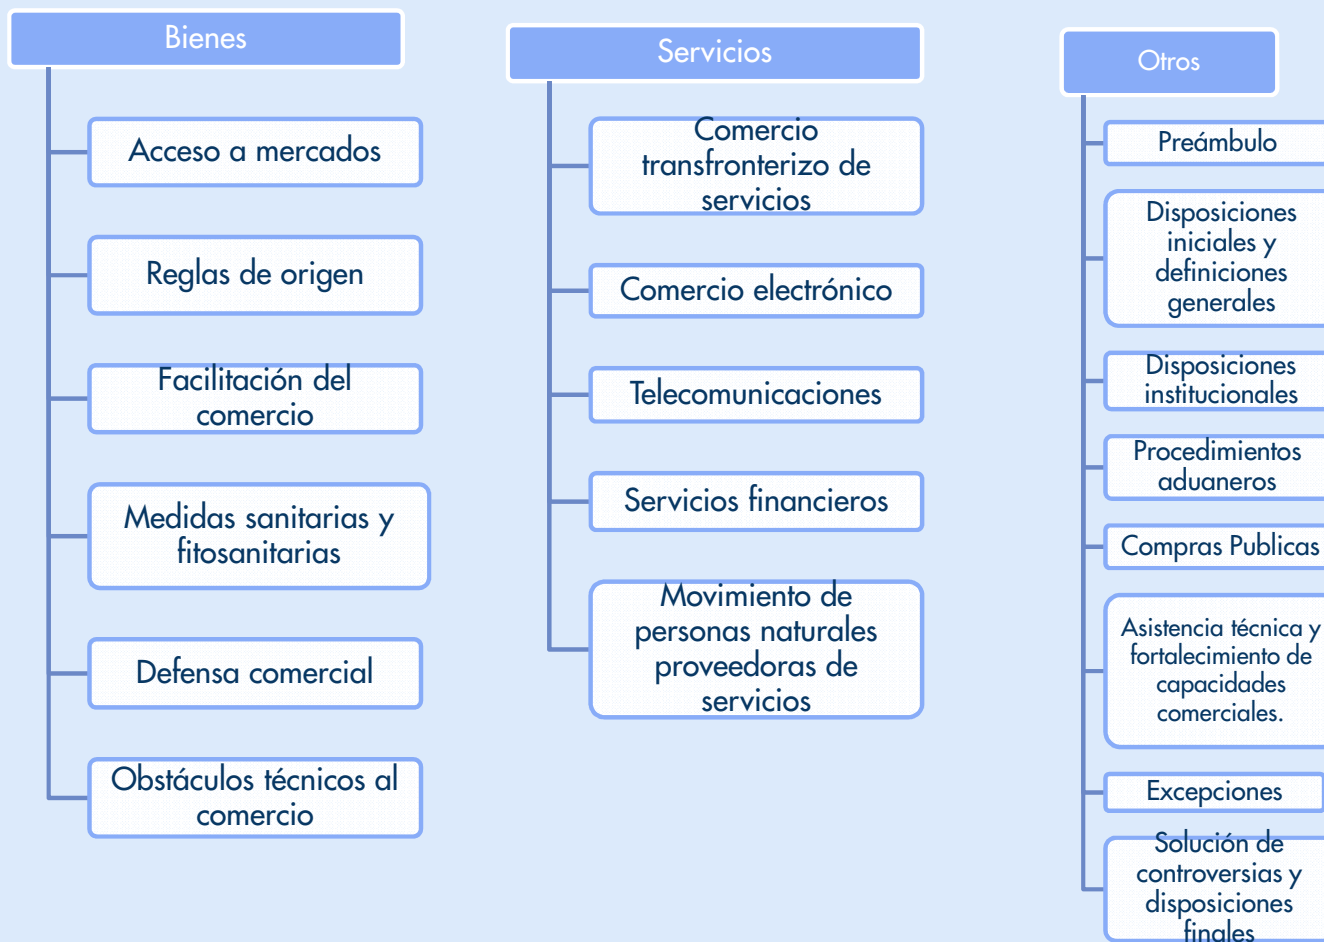 Bienes
Acceso a mercados
Reglas de origen
Facilitación del
comercio
Medidas sanitarias y
fitosanitarias
Defensa comercial
Obstáculos técnicos al
comercio
Servicios
Comercio
transfronterizo de
servicios
Comercio electrónico
Telecomunicaciones
Servicios financieros
Movimiento de
personas naturales
proveedoras de
servicios
Otros
Preámbulo
Disposiciones
iniciales y
definiciones
generales
Disposiciones
institucionales
Procedimientos
aduaneros
Compras Publicas
Asistencia técnica y
fortalecimiento de
capacidades
comerciales.
Excepciones
Solución de
controversias y
disposiciones
finales